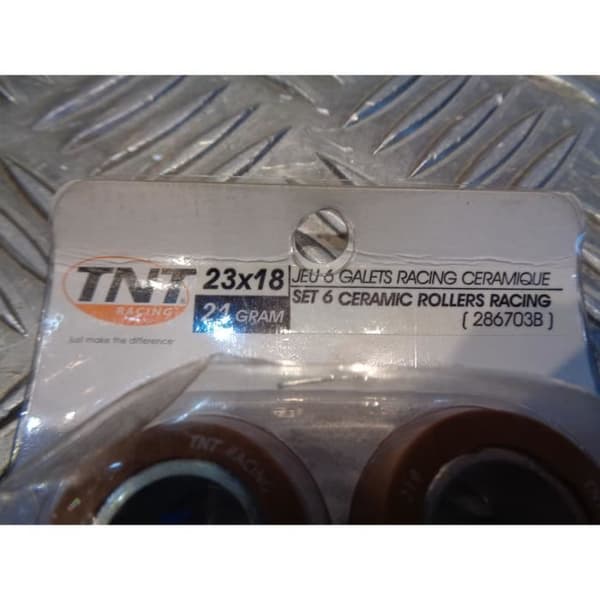 TNT
RACING
Just make the difference
23x18
21 GRAM
JEU 6 GALETS RACING CERAMIQUE
SET 6 CERAMIC ROLLERS RACING
( 286703B )
TNT RACING